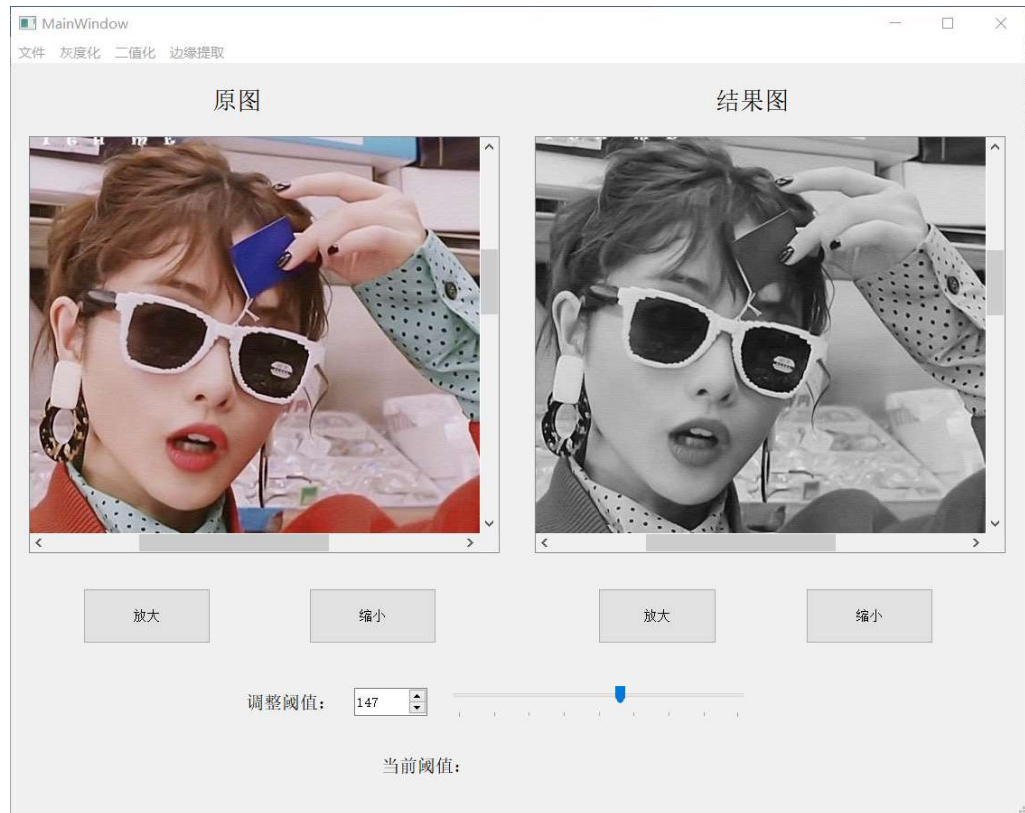 MainWindow
文件 灰度化 二值化 边缘提取
原图 结果图
放大 缩小 放大 缩小
调整阈值： 147
当前阈值：